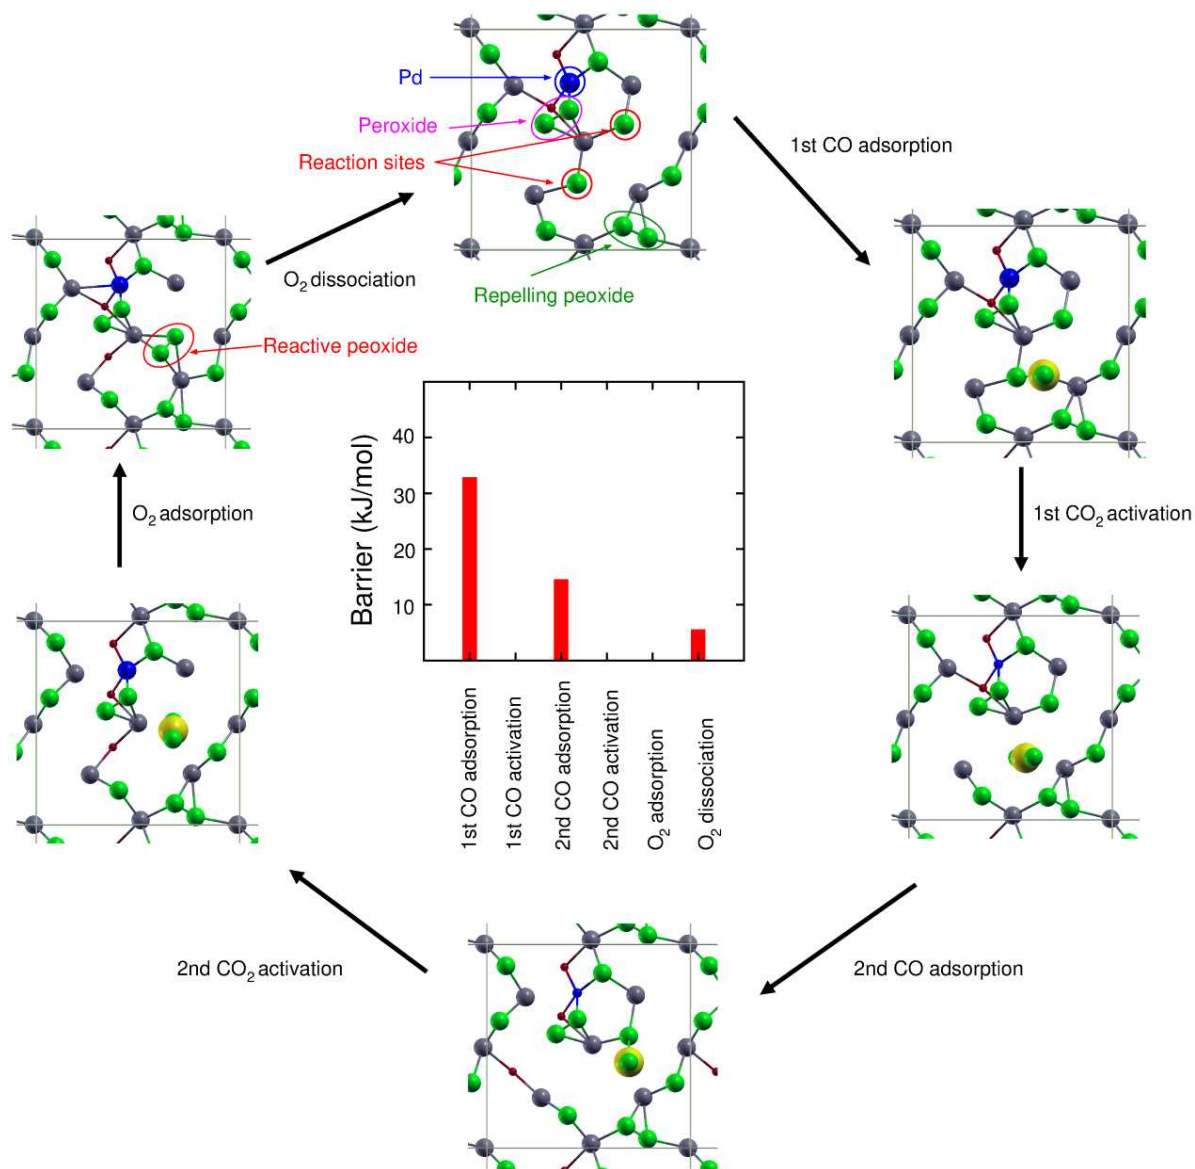 Pd
Peroxide
Reaction sites
1st CO adsorption
O2 dissociation
Repelling peoxide
Reactive peoxide
O2 adsorption
1st CO2 activation
Barrier (kJ/mol)
40
30
20
10
1st CO adsorption
1st CO activation
2nd CO adsorption
2nd CO activation
O2 adsorption
O2 dissociation
2nd CO2 activation
2nd CO adsorption